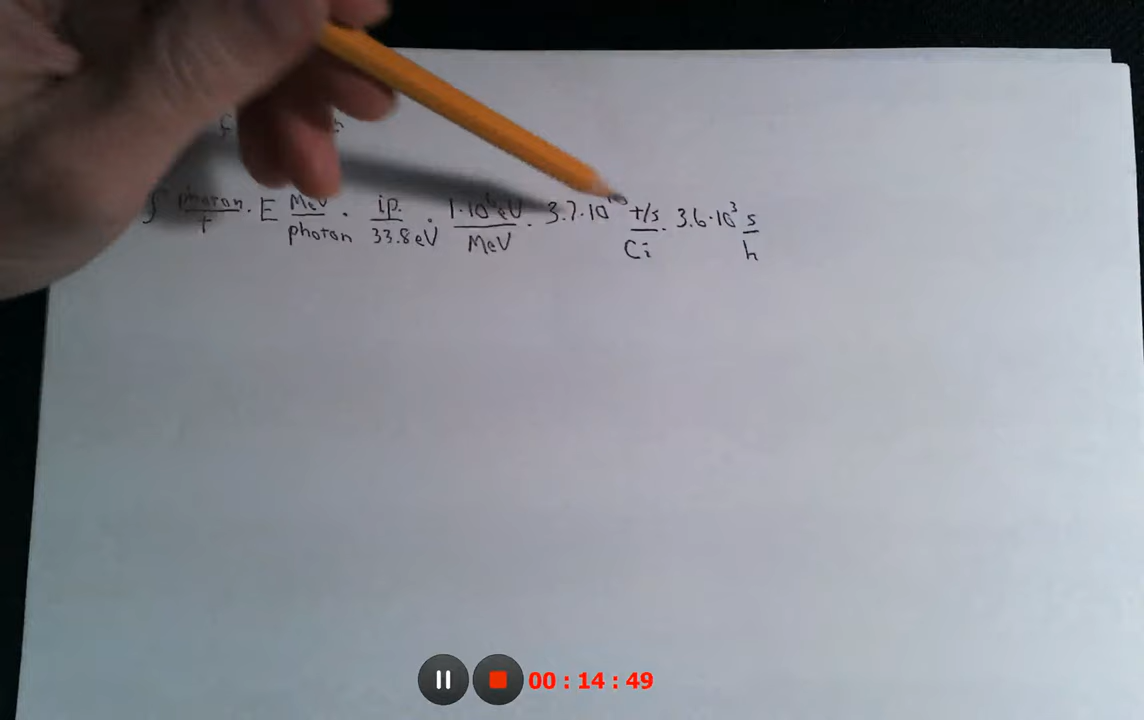 f h
∫ photon/t · E MeV/photon · ip./33.8eV · 1·10⁶eV/MeV · 3.7·10¹⁰ t/s/Ci · 3.6·10³ s/h
00 : 14 : 49